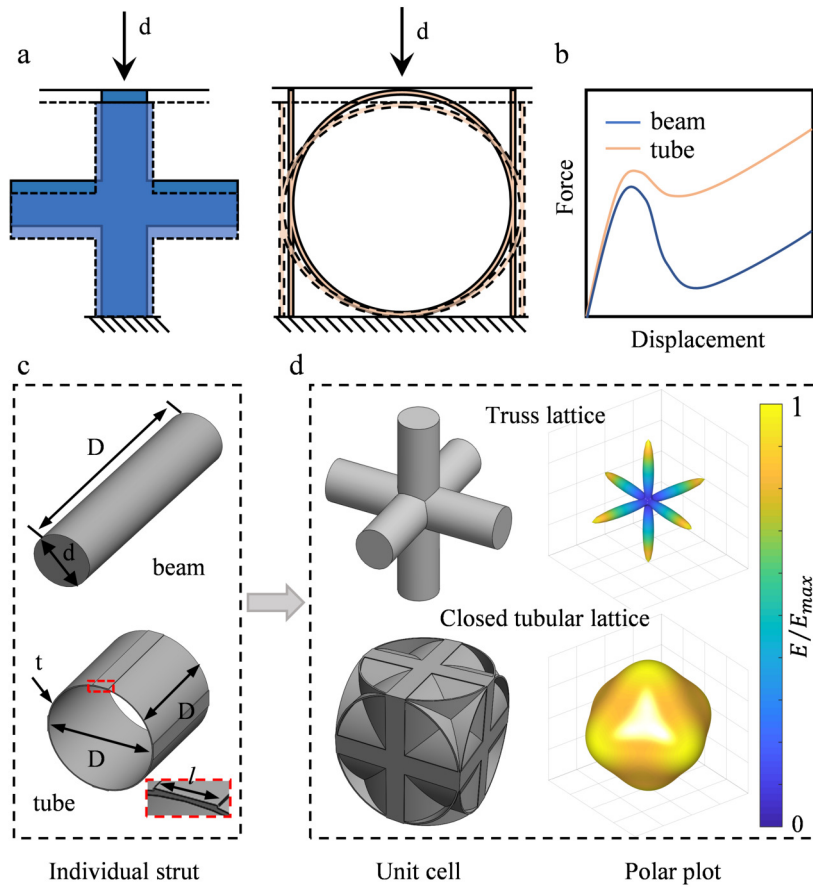 a
d
d
b
beam
tube
Force
Displacement
c
D
d
beam
t
D
D
l
tube
Individual strut
d
Truss lattice
Closed tubular lattice
Unit cell
Polar plot
1
E/Emax
0